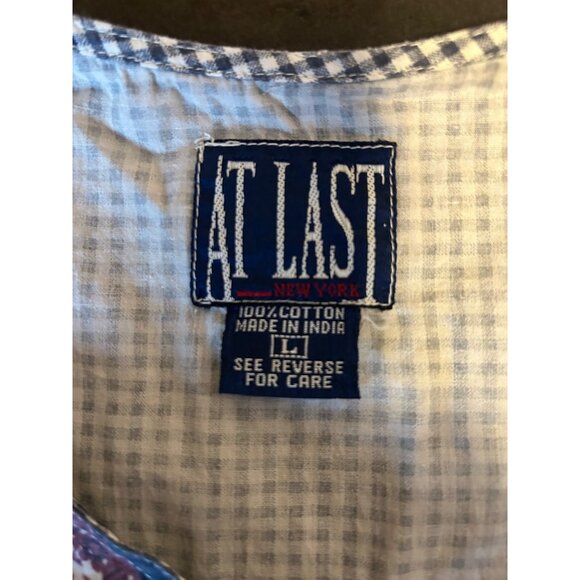 AT LAST
NEW YORK
100% COTTON
MADE IN INDIA
L
SEE REVERSE
FOR CARE